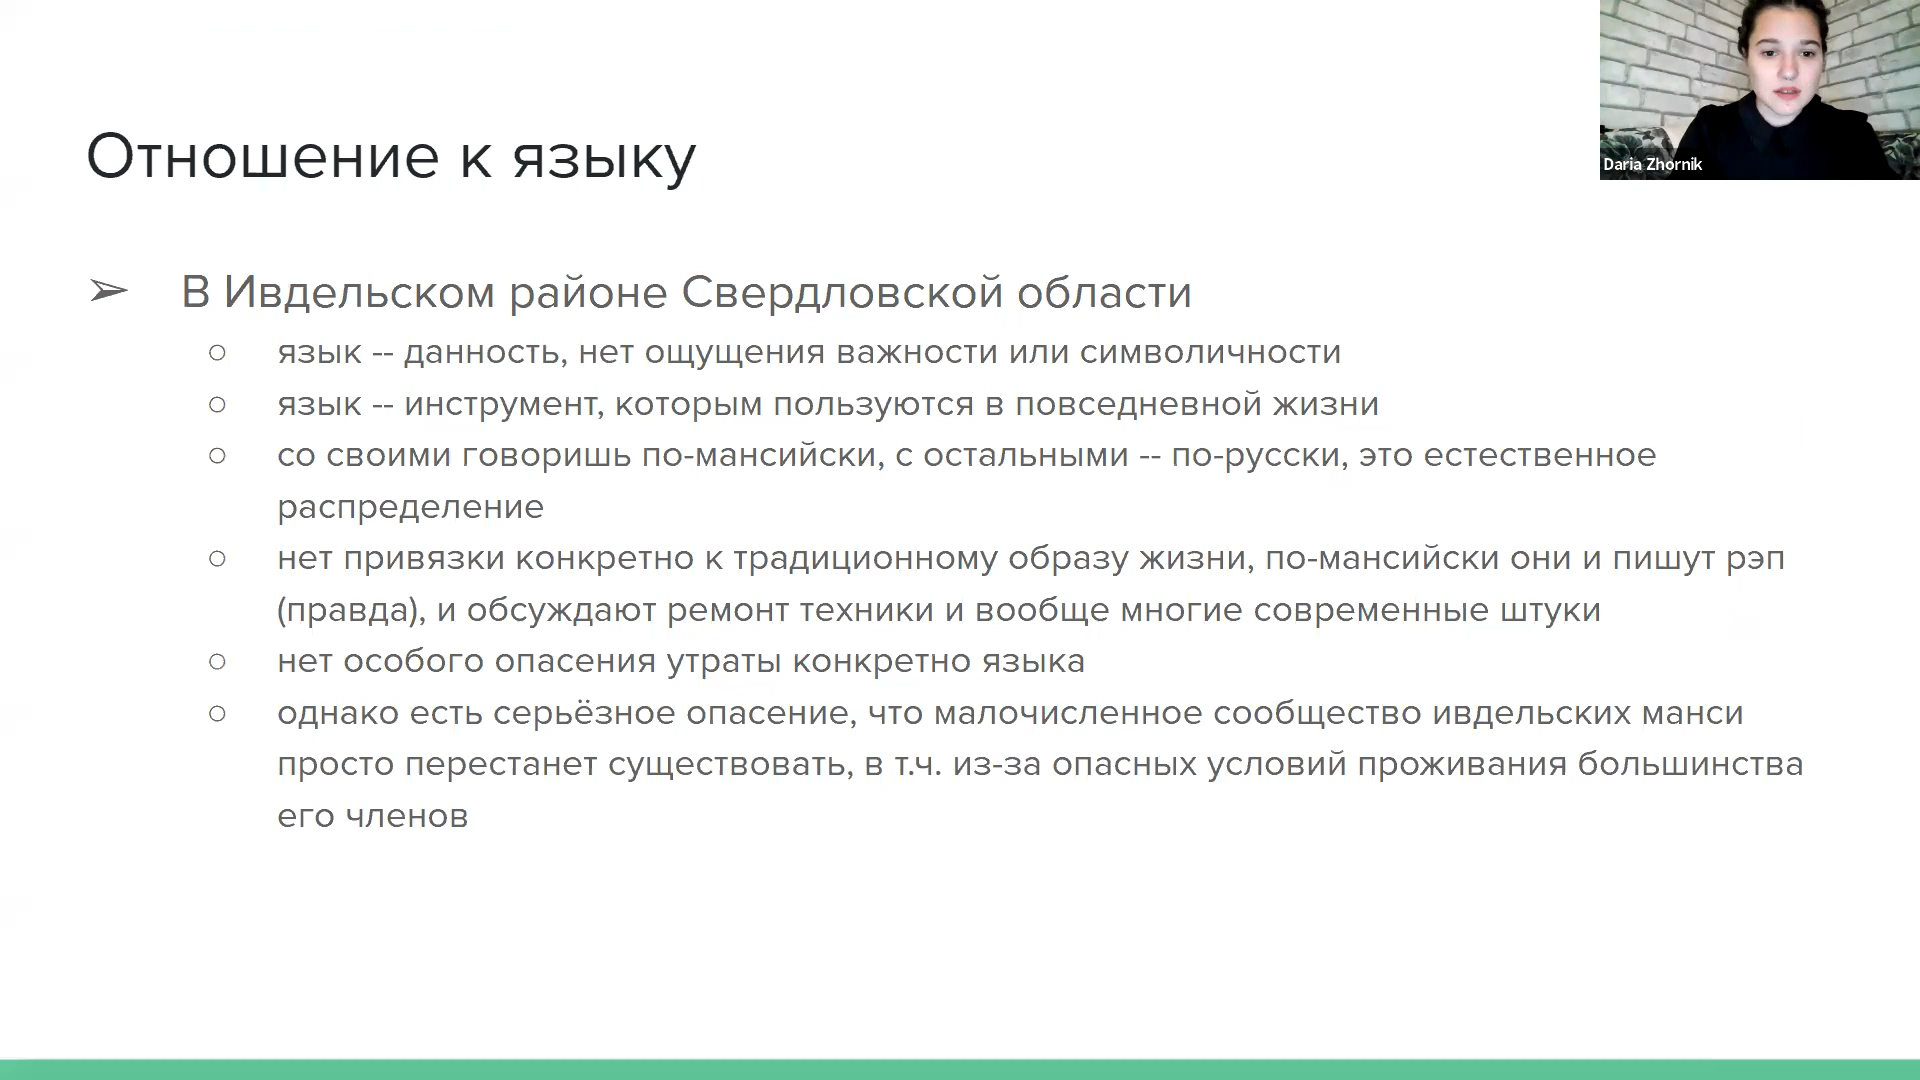 Daria Zhornik
Отношение к языку
➢ В Ивдельском районе Свердловской области
○ язык -- данность, нет ощущения важности или символичности
○ язык -- инструмент, которым пользуются в повседневной жизни
○ со своими говоришь по-мансийски, с остальными -- по-русски, это естественное
распределение
○ нет привязки конкретно к традиционному образу жизни, по-мансийски они и пишут рэп
(правда), и обсуждают ремонт техники и вообще многие современные штуки
○ нет особого опасения утраты конкретно языка
○ однако есть серьёзное опасение, что малочисленное сообщество ивдельских манси
просто перестанет существовать, в т.ч. из-за опасных условий проживания большинства
его членов